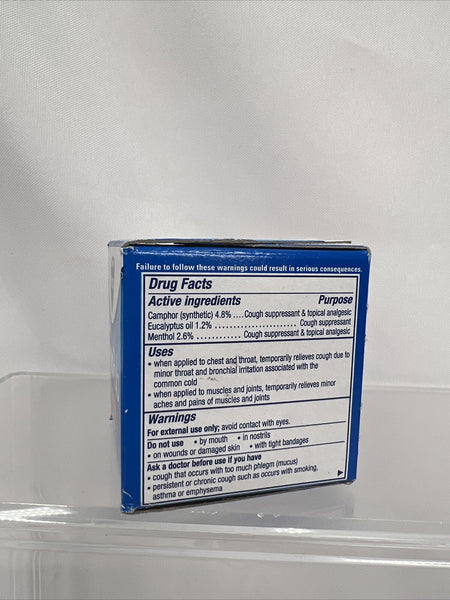 Failure to follow these warnings could result in serious consequences.
Drug Facts
Active ingredients Purpose
Camphor (synthetic) 4.8% ....Cough suppressant & topical analgesic
Eucalyptus oil 1.2% ........................ Cough suppressant
Menthol 2.6% ............ Cough suppressant & topical analgesic
Uses
• when applied to chest and throat, temporarily relieves cough due to
minor throat and bronchial irritation associated with the
common cold
• when applied to muscles and joints, temporarily relieves minor
aches and pains of muscles and joints
Warnings
For external use only; avoid contact with eyes.
Do not use • by mouth • in nostrils
• on wounds or damaged skin • with tight bandages
Ask a doctor before use if you have
• cough that occurs with too much phlegm (mucus)
• persistent or chronic cough such as occurs with smoking,
asthma or emphysema